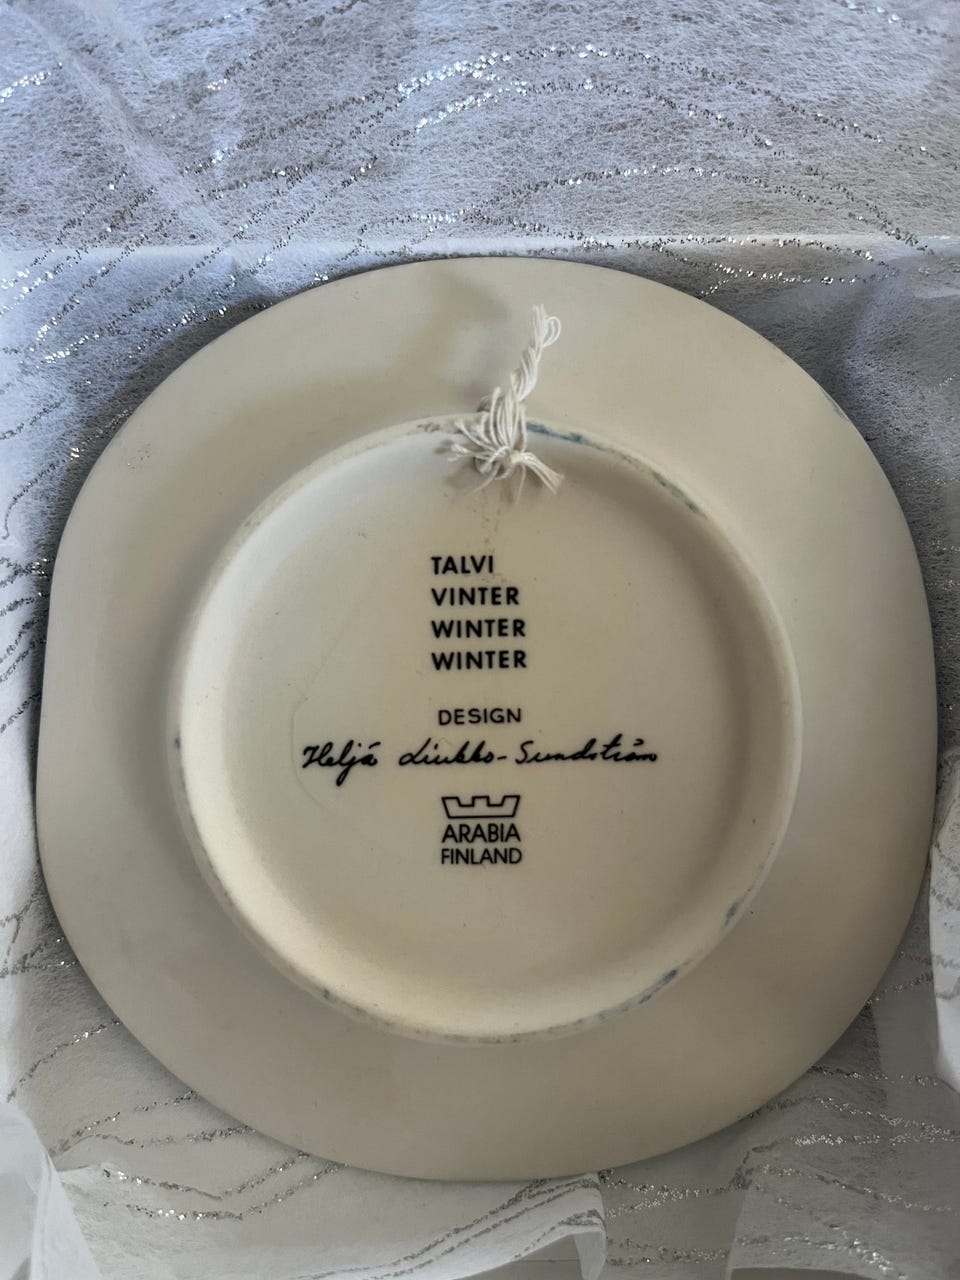 TALVI
VINTER
WINTER
WINTER
DESIGN
Heljä Liukko-Sundström
ARABIA
FINLAND